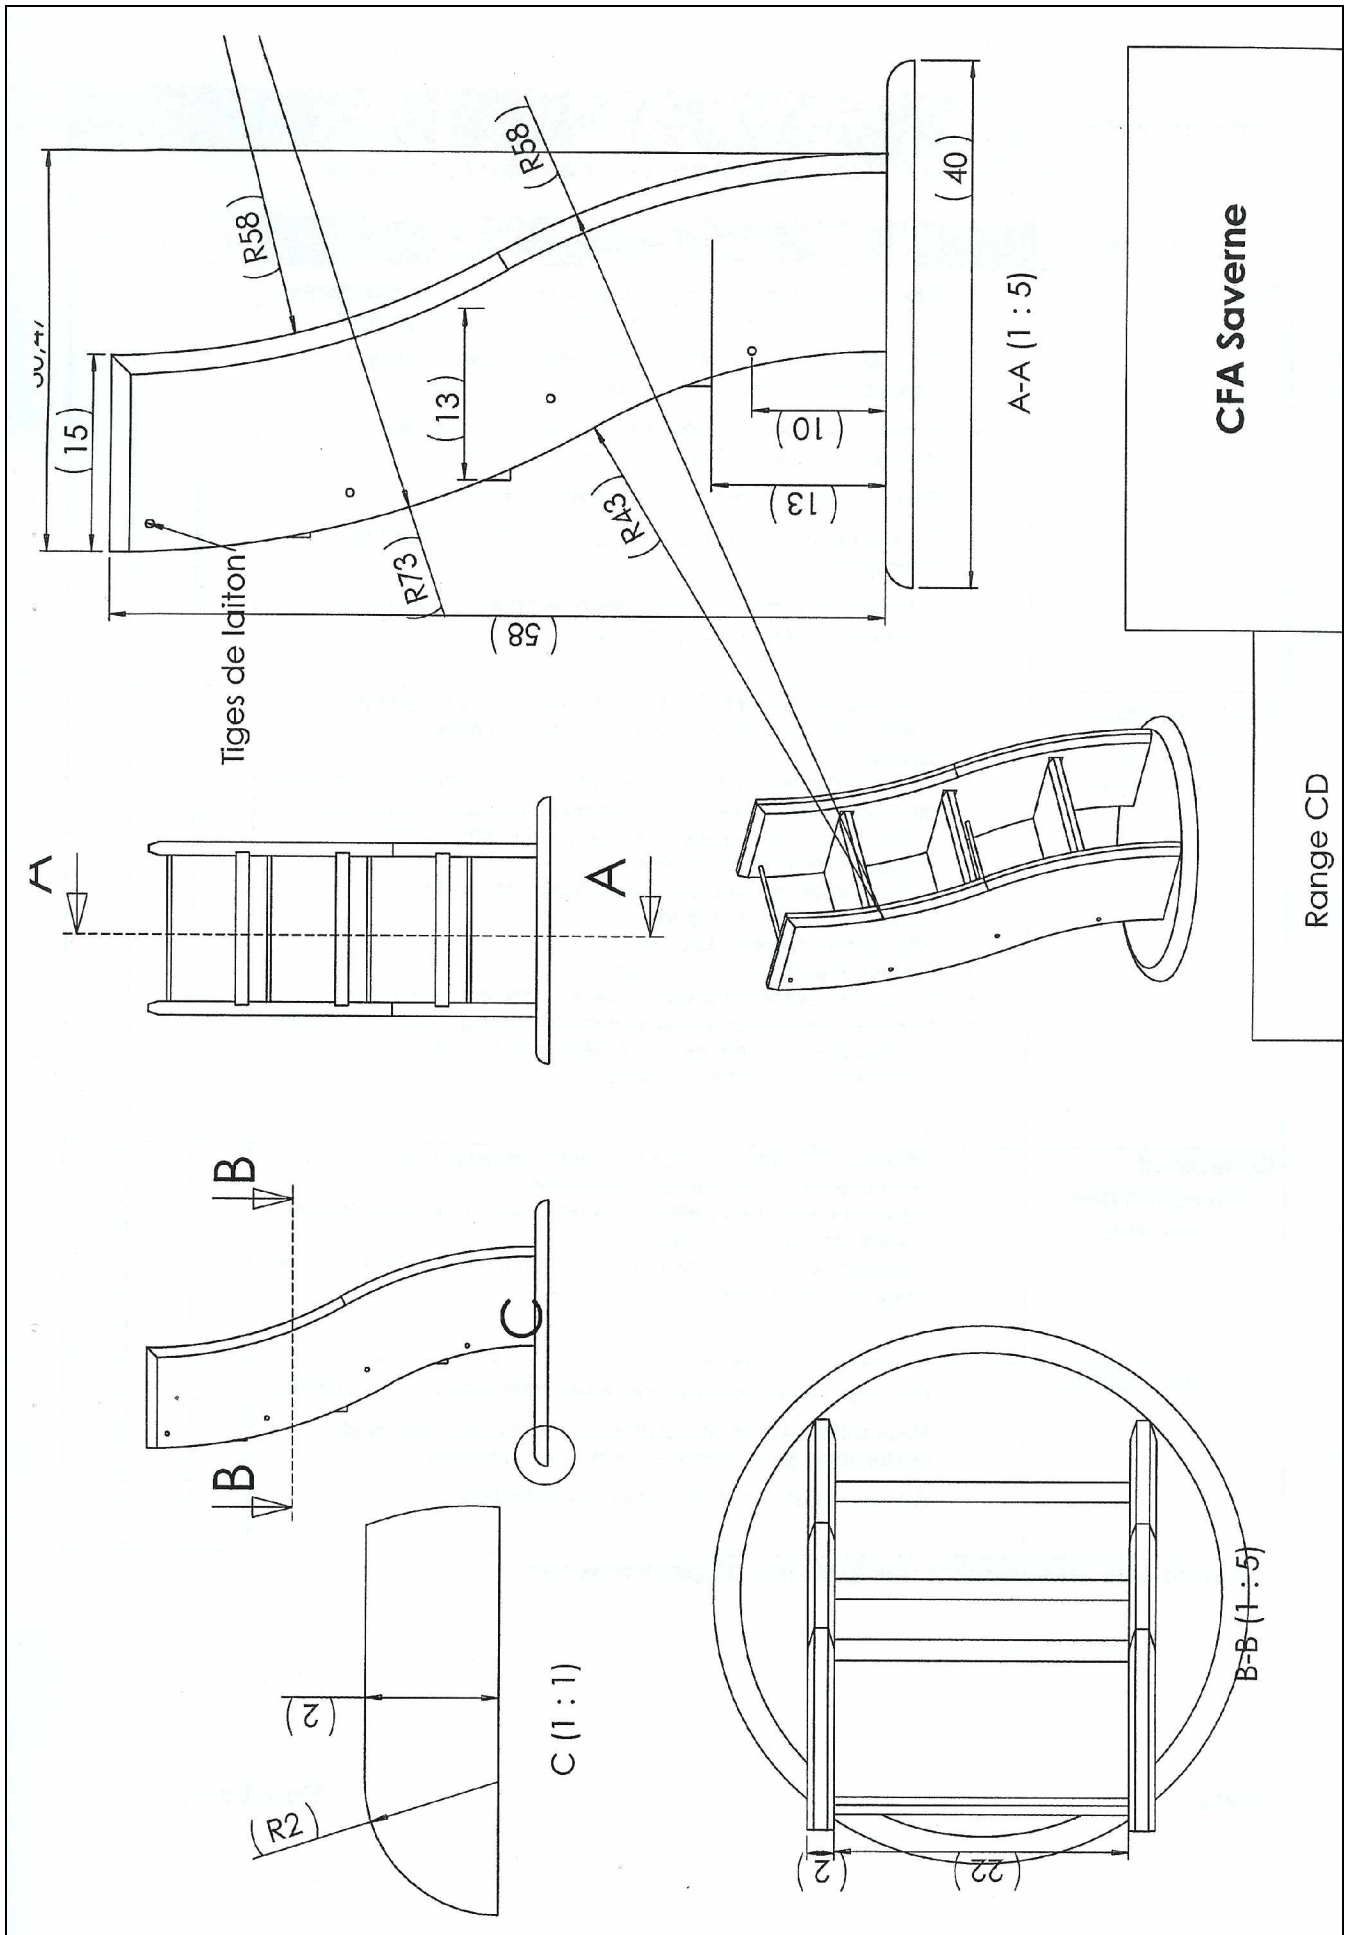 (15)
(R58)
(R58)
(13)
Tiges de laiton
(R73)
(58)
(R43)
(10)
(13)
(40)
A-A (1 : 5)
A
A
B
B
C
(2)
(R2)
C (1 : 1)
(2)
(22)
B-B (1 : 5)
CFA Saverne
Range CD